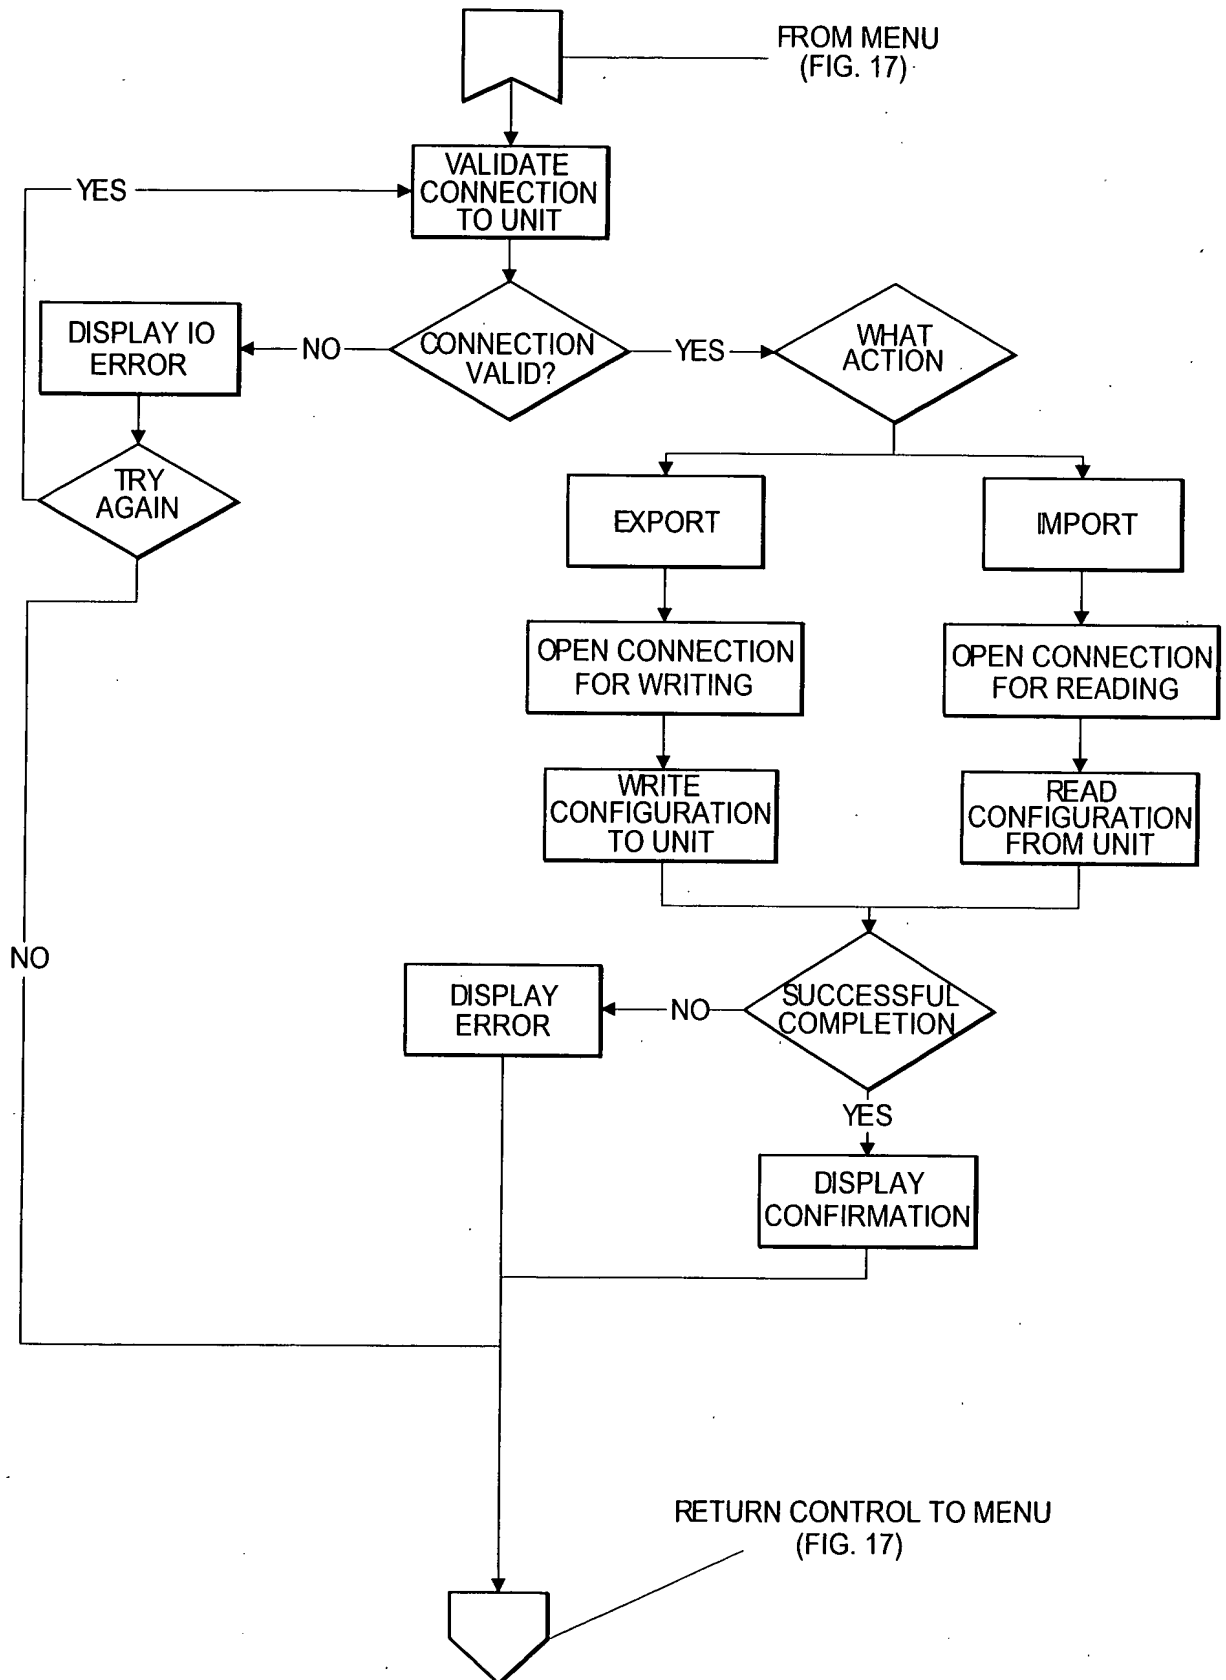 FROM MENU
(FIG. 17)
VALIDATE
CONNECTION
TO UNIT
YES
DISPLAY IO
ERROR
NO
CONNECTION
VALID?
YES
WHAT
ACTION
TRY
AGAIN
EXPORT
IMPORT
OPEN CONNECTION
FOR WRITING
OPEN CONNECTION
FOR READING
WRITE
CONFIGURATION
TO UNIT
READ
CONFIGURATION
FROM UNIT
NO
DISPLAY
ERROR
NO
SUCCESSFUL
COMPLETION
YES
DISPLAY
CONFIRMATION
RETURN CONTROL TO MENU
(FIG. 17)